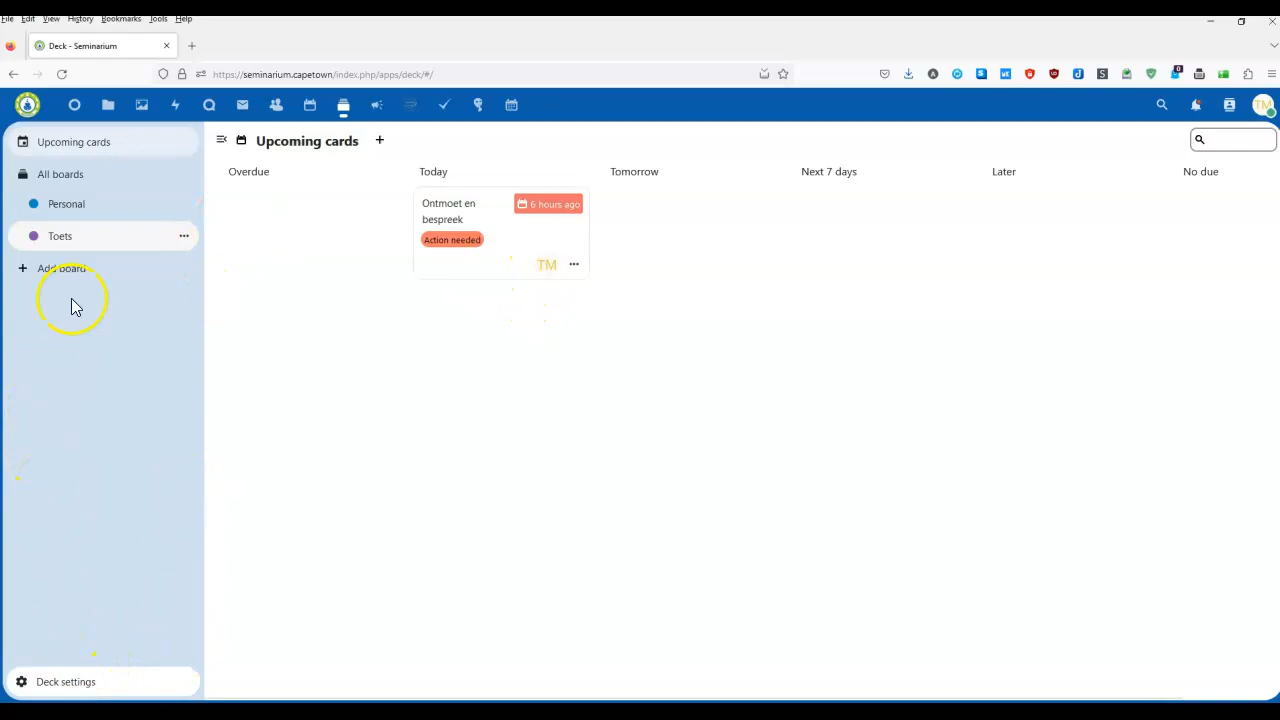 File Edit View History Bookmarks Tools Help
Deck - Seminarium
https://seminarium.capetown/index.php/apps/deck/#/
0
TM
Upcoming cards
All boards
Personal
Toets
Add board
Deck settings
Upcoming cards
Overdue Today Tomorrow Next 7 days Later No due
Ontmoet en
bespreek
6 hours ago
Action needed
TM